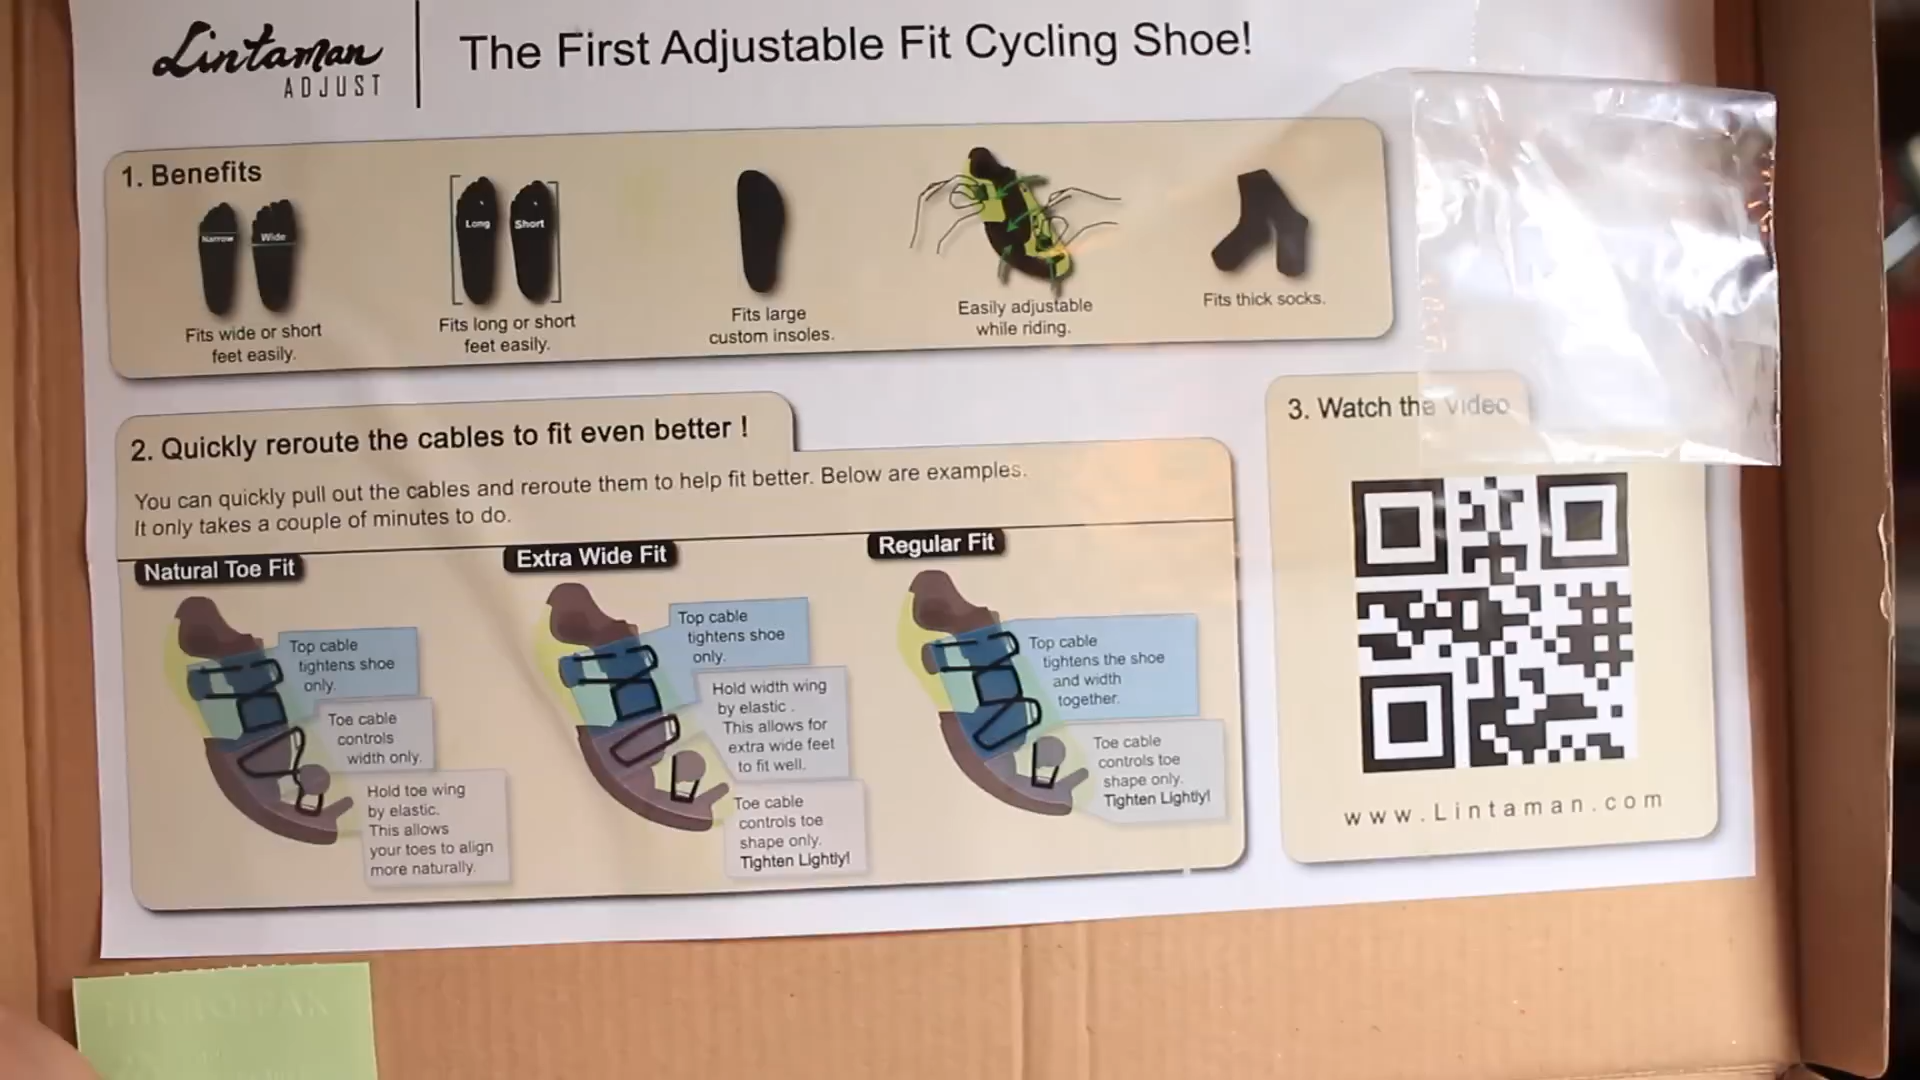 Lintaman
ADJUST
The First Adjustable Fit Cycling Shoe!
1. Benefits
Narrow
Wide
Fits wide or short
feet easily.
Long
Short
Fits long or short
feet easily.
Fits large
custom insoles.
Easily adjustable
while riding.
Fits thick socks.
2. Quickly reroute the cables to fit even better !
You can quickly pull out the cables and reroute them to help fit better. Below are examples.
It only takes a couple of minutes to do.
Natural Toe Fit
Top cable
tightens shoe
only.
Toe cable
controls
width only.
Hold toe wing
by elastic.
This allows
your toes to align
more naturally.
Extra Wide Fit
Top cable
tightens shoe
only.
Hold width wing
by elastic .
This allows for
extra wide feet
to fit well.
Toe cable
controls toe
shape only.
Tighten Lightly!
Regular Fit
Top cable
tightens the shoe
and width
together.
Toe cable
controls toe
shape only.
Tighten Lightly!
3. Watch the video
www.Lintaman.com